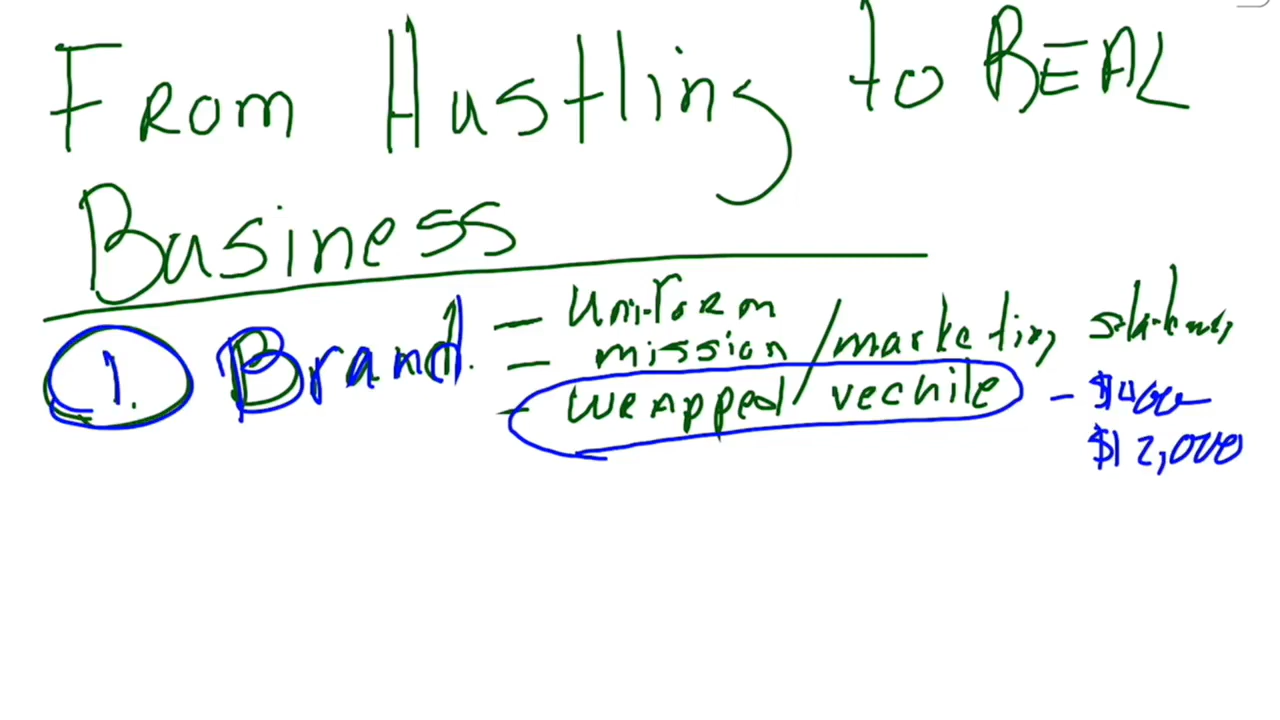 From Hustling to REAL
Business
1. Brand. - uniform
- mission / marketing
- wrapped / vechile - $400
$12,000